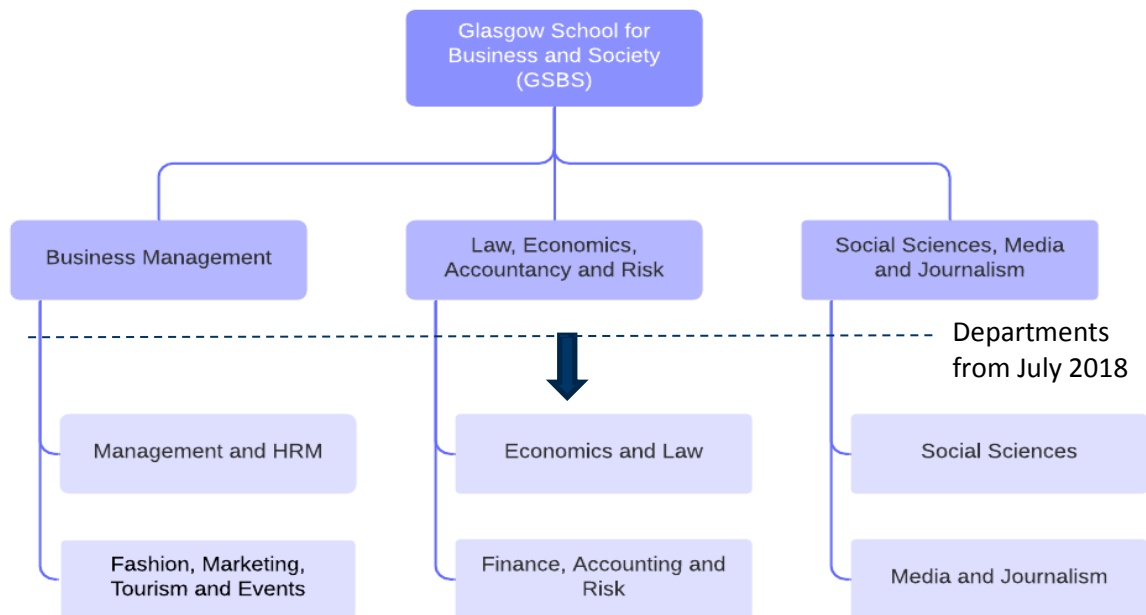 Glasgow School for
Business and Society
(GSBS)
Business Management
Law, Economics,
Accountancy and Risk
Social Sciences, Media
and Journalism
Departments
from July 2018
Management and HRM
Economics and Law
Social Sciences
Fashion, Marketing,
Tourism and Events
Finance, Accounting and
Risk
Media and Journalism